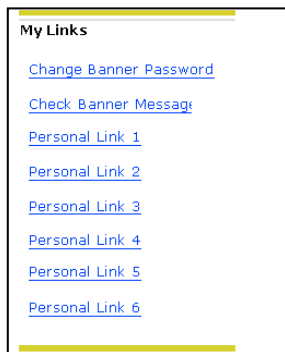 My Links
Change Banner Password
Check Banner Message
Personal Link 1
Personal Link 2
Personal Link 3
Personal Link 4
Personal Link 5
Personal Link 6